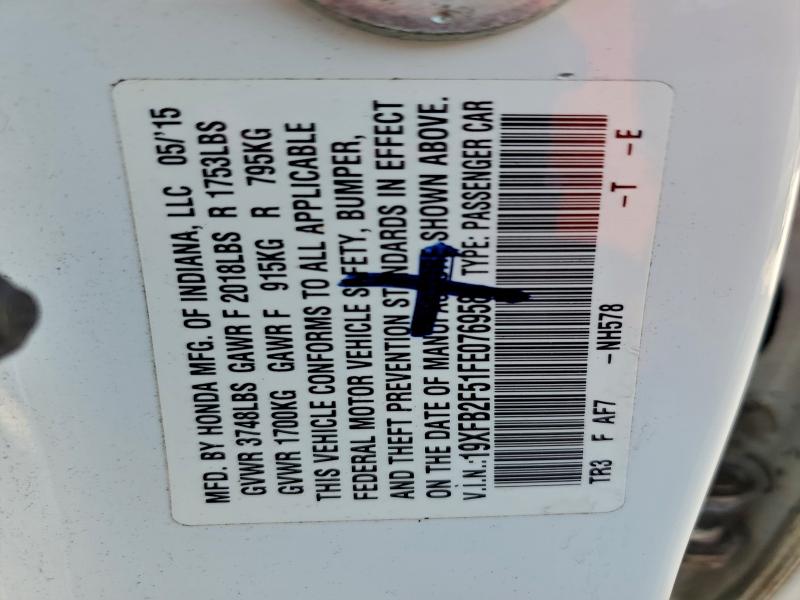 MFD. BY HONDA MFG. OF INDIANA, LLC 05/'15
GVWR 3748LBS GAWR F 2018LBS R 1753LBS
GVWR 1700KG GAWR F 915KG R 795KG
THIS VEHICLE CONFORMS TO ALL APPLICABLE
FEDERAL MOTOR VEHICLE SAFETY, BUMPER,
AND THEFT PREVENTION STANDARDS IN EFFECT
ON THE DATE OF MANUFACTURE SHOWN ABOVE.
V.I.N.:19XFB2F51FE076958 TYPE: PASSENGER CAR
TR3 F AF7 -NH578 -T -E